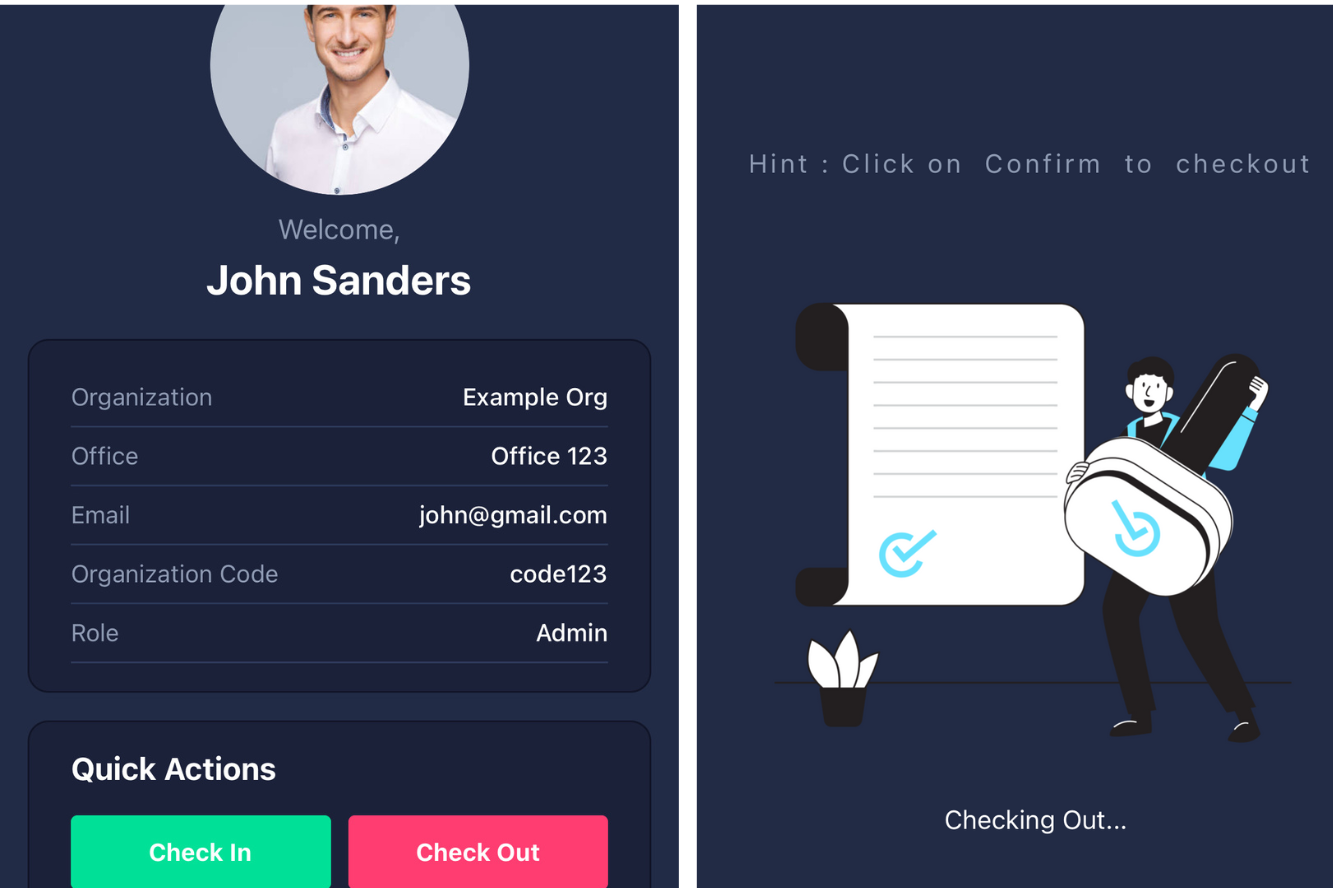 Welcome,
John Sanders
Organization Example Org
Office Office 123
Email john@gmail.com
Organization Code code123
Role Admin
Quick Actions
Check In Check Out
Hint : Click on Confirm to checkout
Checking Out...